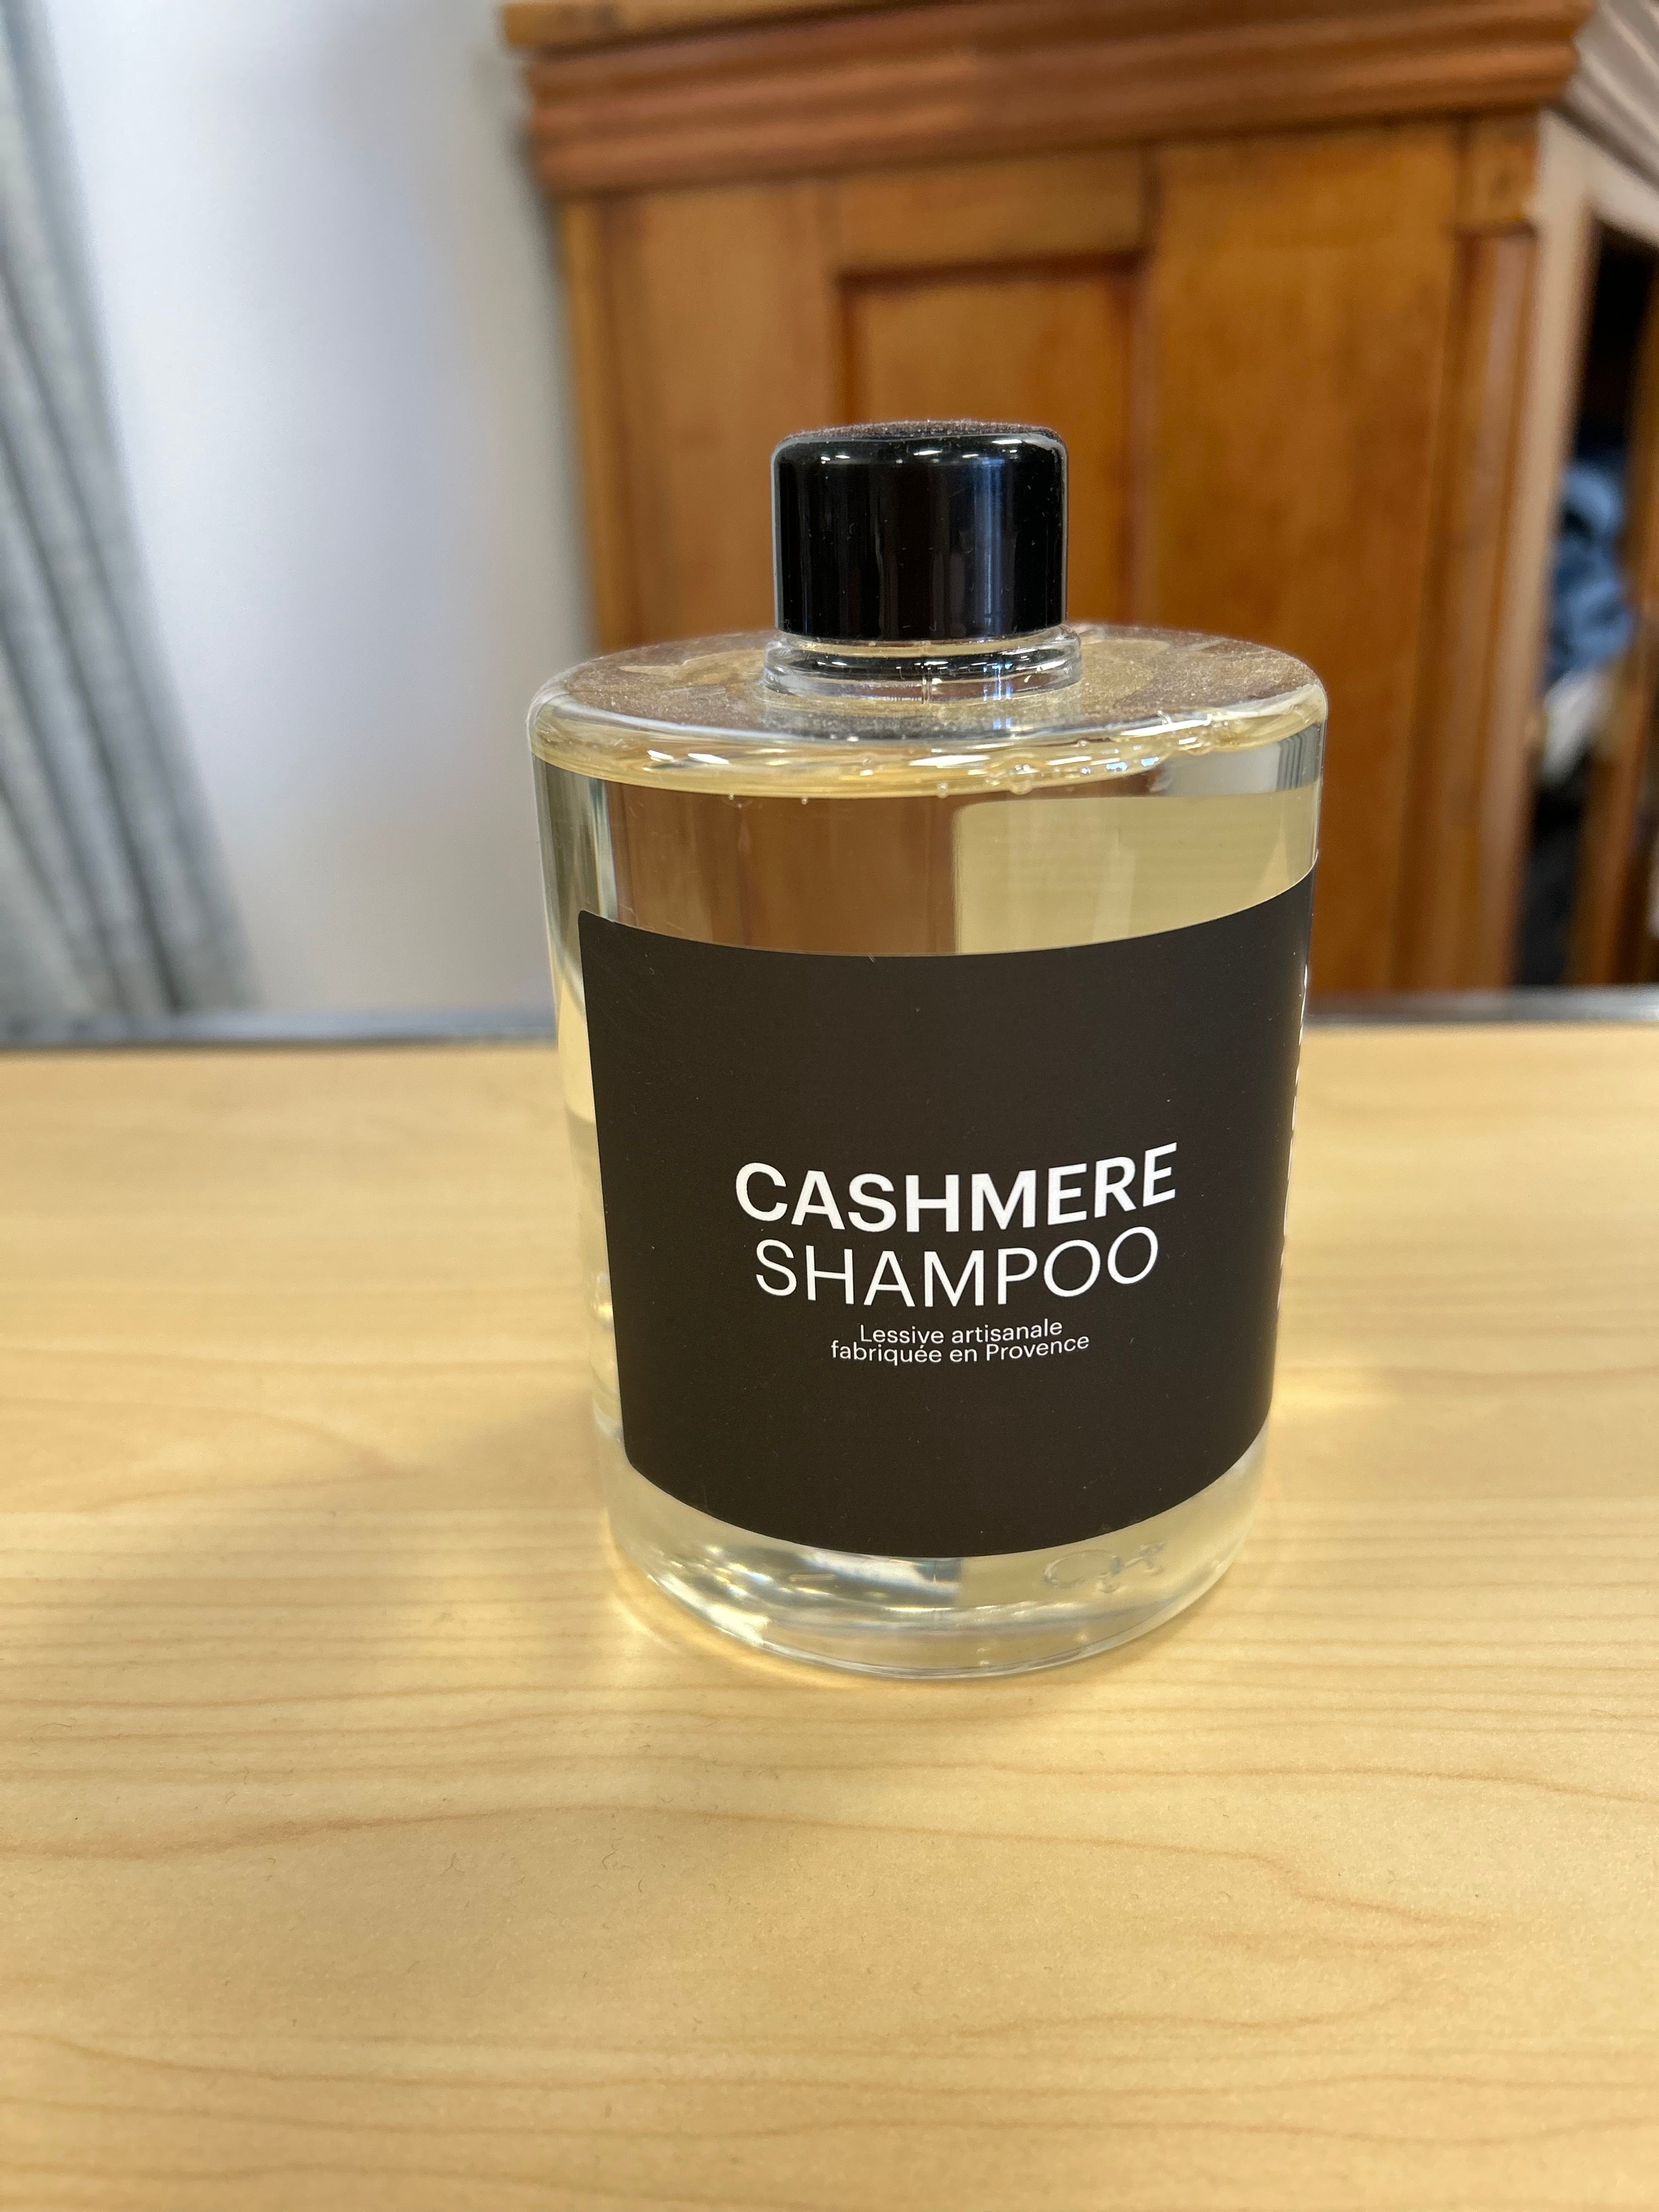 CASHMERE
SHAMPOO
Lessive artisanale
fabriquée en Provence